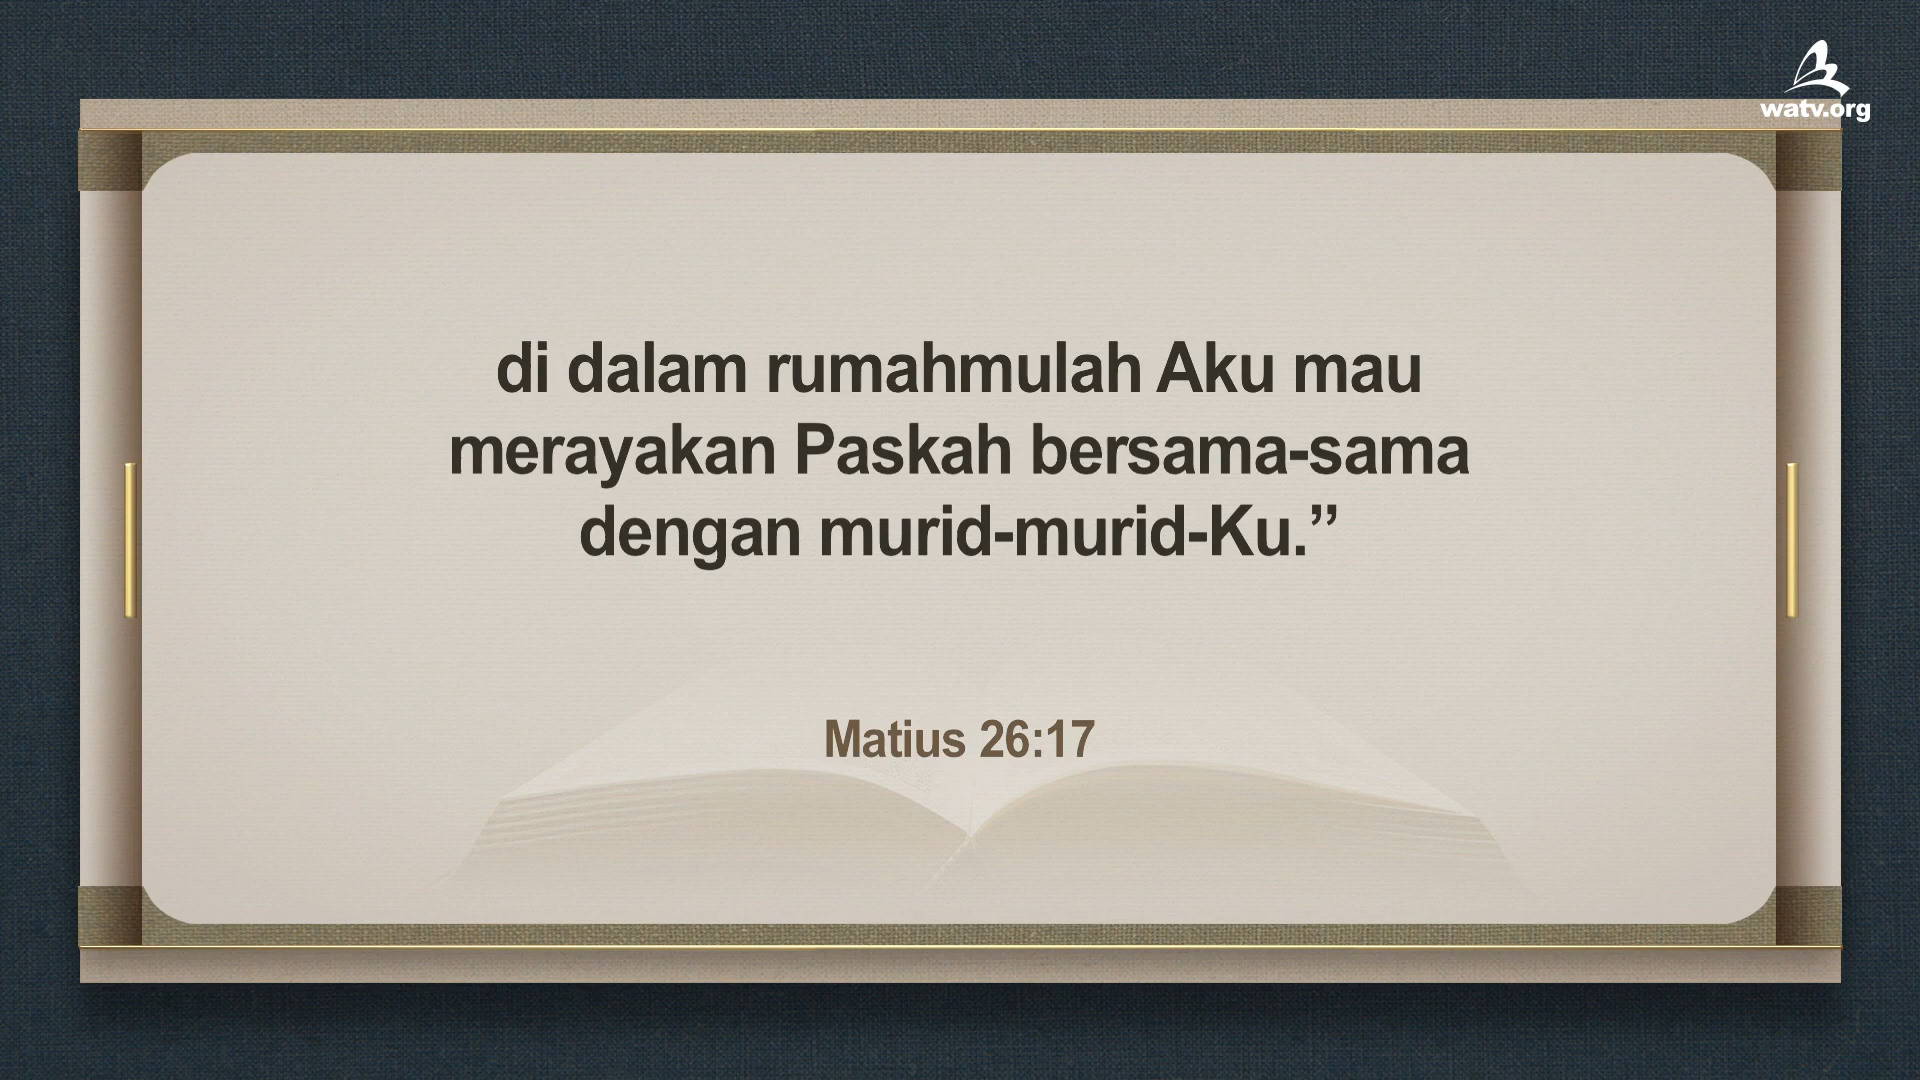 watv.org
di dalam rumahmulah Aku mau
merayakan Paskah bersama-sama
dengan murid-murid-Ku.”
Matius 26:17